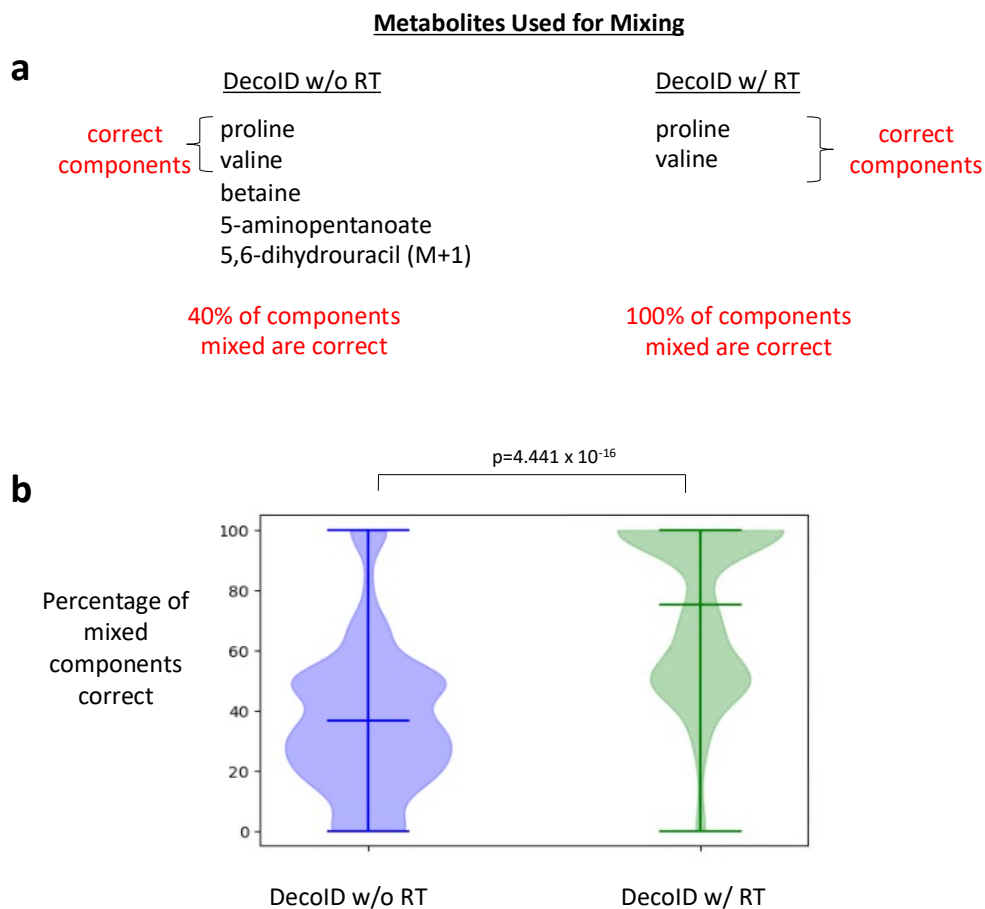 Metabolites Used for Mixing
a
DecoID w/o RT
DecoID w/ RT
correct
components
proline
valine
betaine
5-aminopentanoate
5,6-dihydrouracil (M+1)
proline
valine
correct
components
40% of components
mixed are correct
100% of components
mixed are correct
b
p=4.441 x 10⁻¹⁶
Percentage of
mixed
components
correct
100
80
60
40
20
0
DecoID w/o RT
DecoID w/ RT